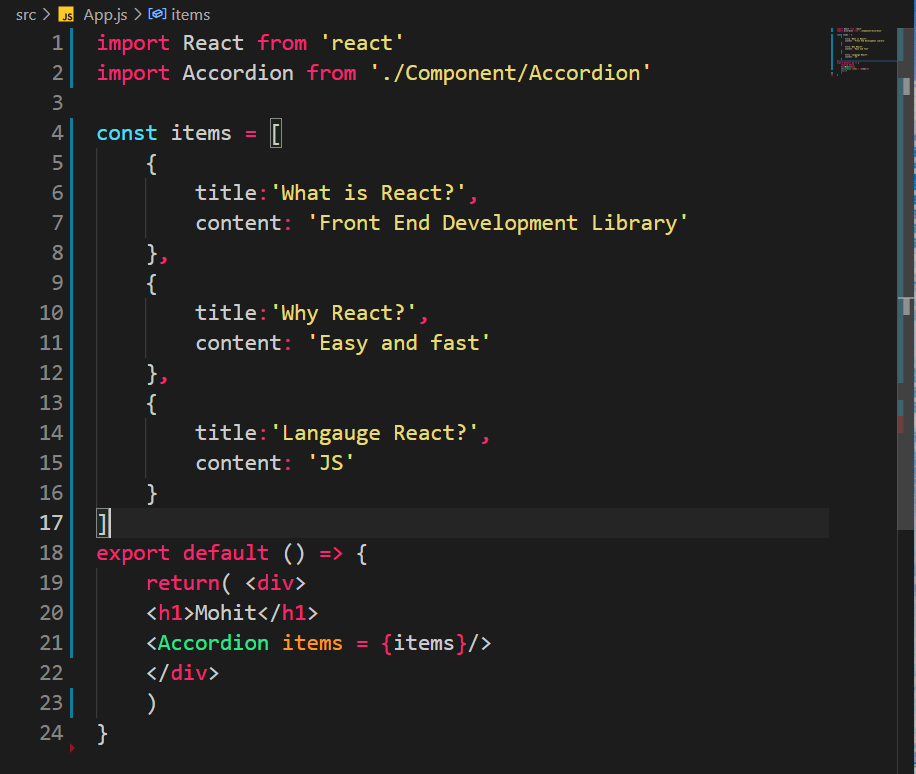 src > JS App.js > items
1 import React from 'react'
2 import Accordion from './Component/Accordion'
3
4 const items = [
5 {
6 title:'What is React?',
7 content: 'Front End Development Library'
8 },
9 {
10 title:'Why React?',
11 content: 'Easy and fast'
12 },
13 {
14 title:'Langauge React?',
15 content: 'JS'
16 }
17 ]
18 export default () => {
19 return( <div>
20 <h1>Mohit</h1>
21 <Accordion items = {items}/>
22 </div>
23 )
24 }